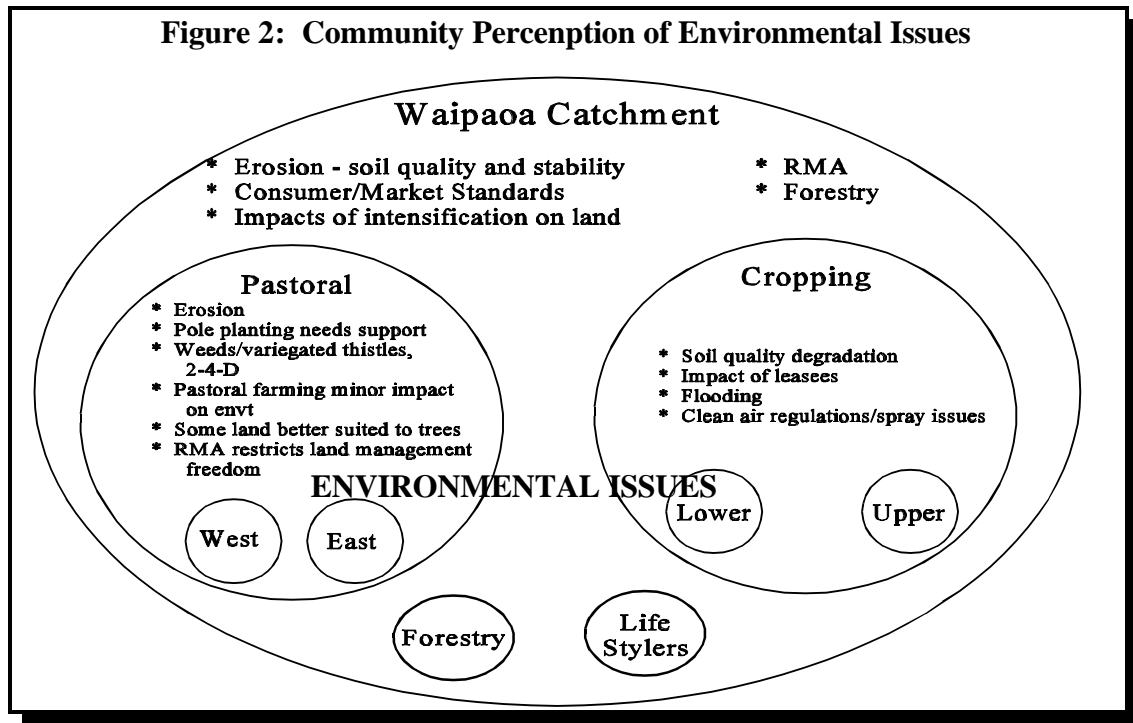 Figure 2: Community Percenption of Environmental Issues
Waipaoa Catchment
* Erosion - soil quality and stability
* Consumer/Market Standards
* Impacts of intensification on land
* RMA
* Forestry
Pastoral
* Erosion
* Pole planting needs support
* Weeds/variegated thistles,
2-4-D
* Pastoral farming minor impact
on envt
* Some land better suited to trees
* RMA restricts land management
freedom
West
East
Cropping
* Soil quality degradation
* Impact of leasees
* Flooding
* Clean air regulations/spray issues
Lower
Upper
ENVIRONMENTAL ISSUES
Forestry
Life
Stylers